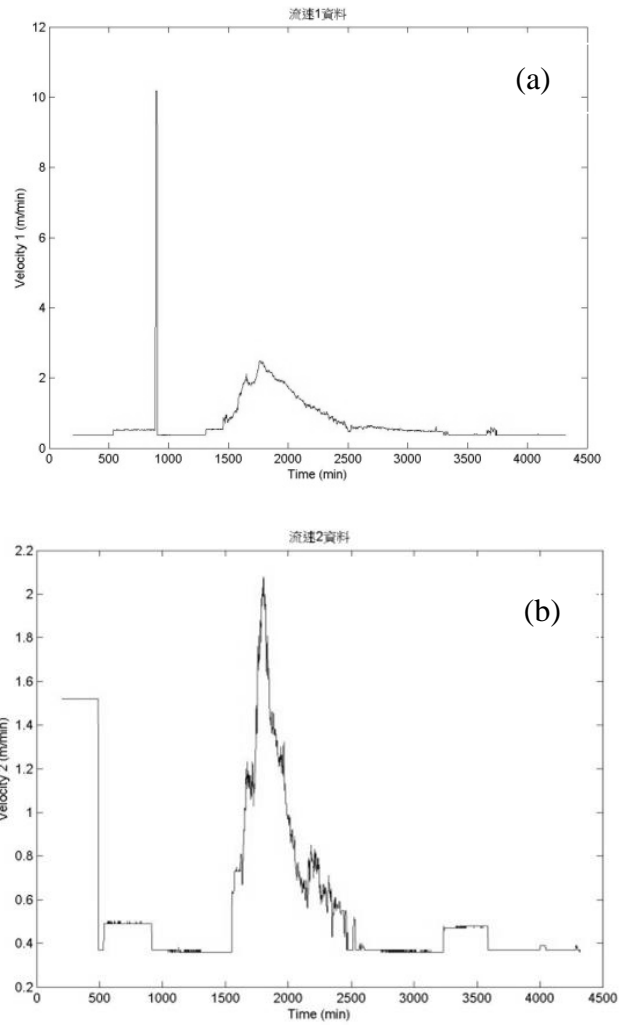 流速1資料
(a)
12
10
8
6
4
2
0
Velocity 1 (m/min)
0 500 1000 1500 2000 2500 3000 3500 4000 4500
Time (min)
流速2資料
(b)
2.2
2
1.8
1.6
1.4
1.2
1
0.8
0.6
0.4
0.2
Velocity 2 (m/min)
0 500 1000 1500 2000 2500 3000 3500 4000 4500
Time (min)